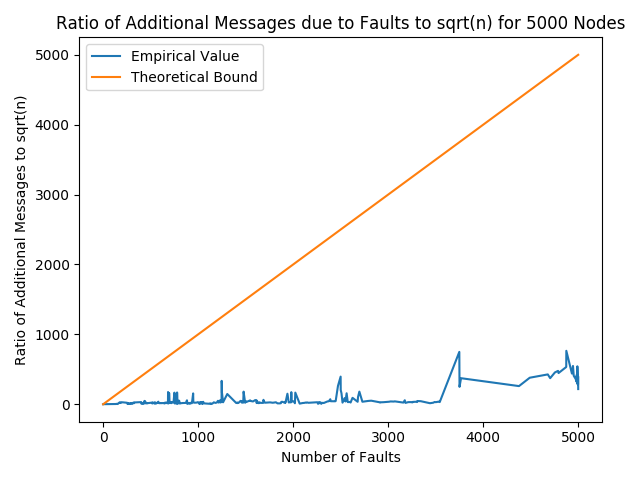 Ratio of Additional Messages due to Faults to sqrt(n) for 5000 Nodes
Empirical Value
Theoretical Bound
Ratio of Additional Messages to sqrt(n)
5000
4000
3000
2000
1000
0
0 1000 2000 3000 4000 5000
Number of Faults